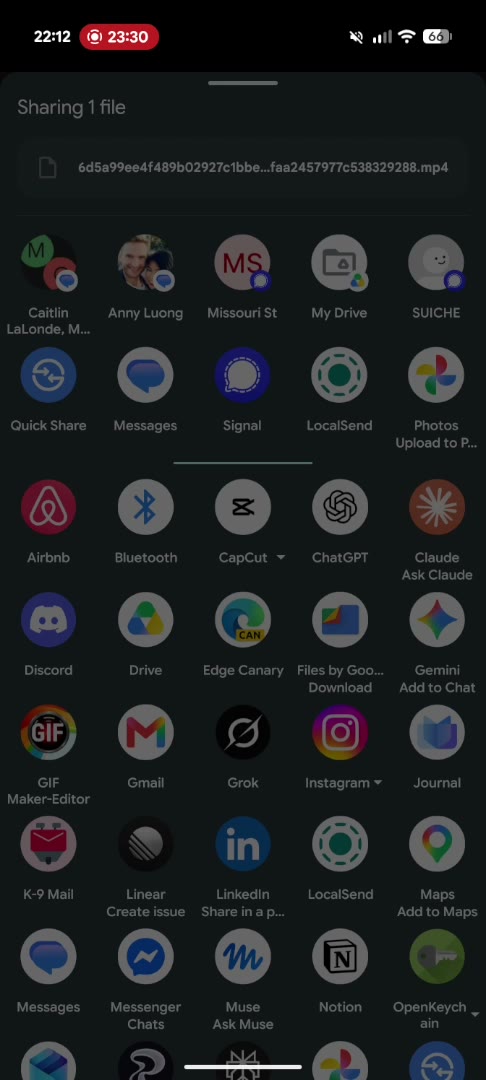 22:12 23:30 66
Sharing 1 file
6d5a99ee4f489b02927c1bbe...faa2457977c538329288.mp4
M MS
Caitlin Anny Luong Missouri St My Drive SUICHE
LaLonde, M...
Quick Share Messages Signal LocalSend Photos
Upload to P...
Airbnb Bluetooth CapCut ChatGPT Claude
Ask Claude
CAN
Discord Drive Edge Canary Files by Goo... Gemini
Download Add to Chat
GIF
GIF Gmail Grok Instagram Journal
Maker-Editor
in
K-9 Mail Linear LinkedIn LocalSend Maps
Create issue Share in a p... Add to Maps
N
Messages Messenger Muse Notion OpenKeych
Chats Ask Muse ain